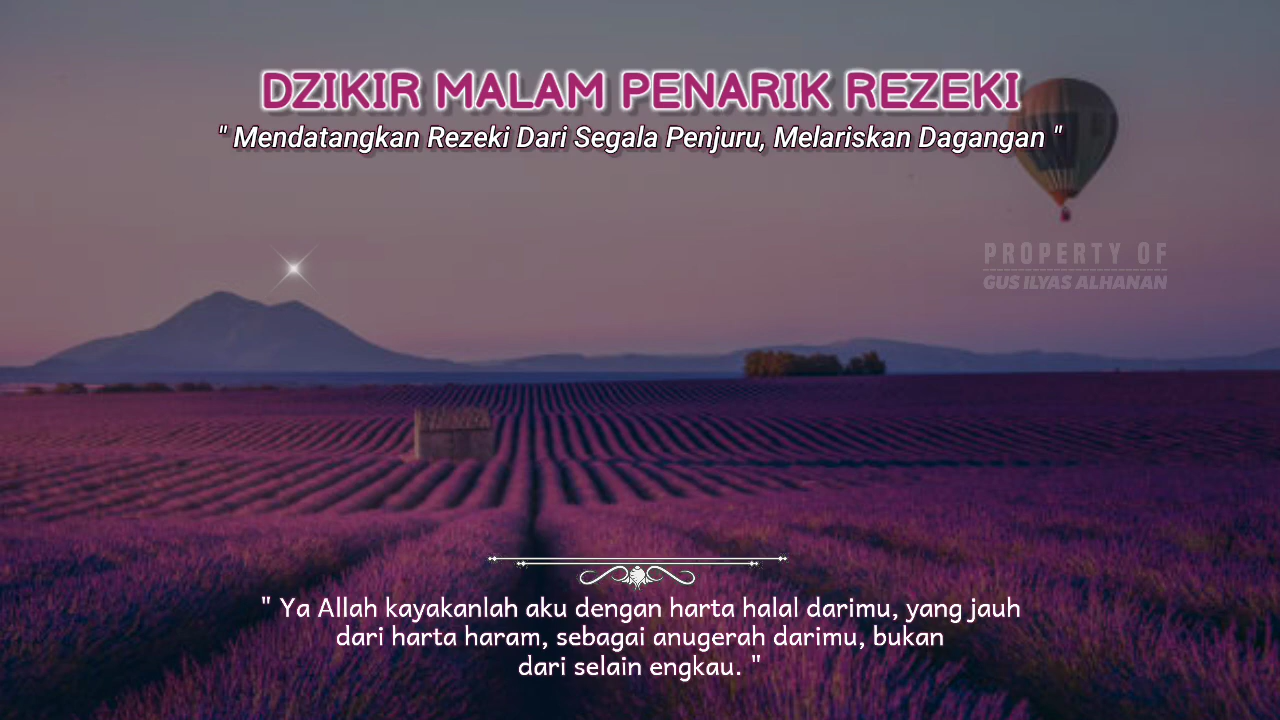 DZIKIR MALAM PENARIK REZEKI
" Mendatangkan Rezeki Dari Segala Penjuru, Melariskan Dagangan "
PROPERTY OF
GUS ILYAS ALHANAN
" Ya Allah kayakanlah aku dengan harta halal darimu, yang jauh
dari harta haram, sebagai anugerah darimu, bukan
dari selain engkau. "